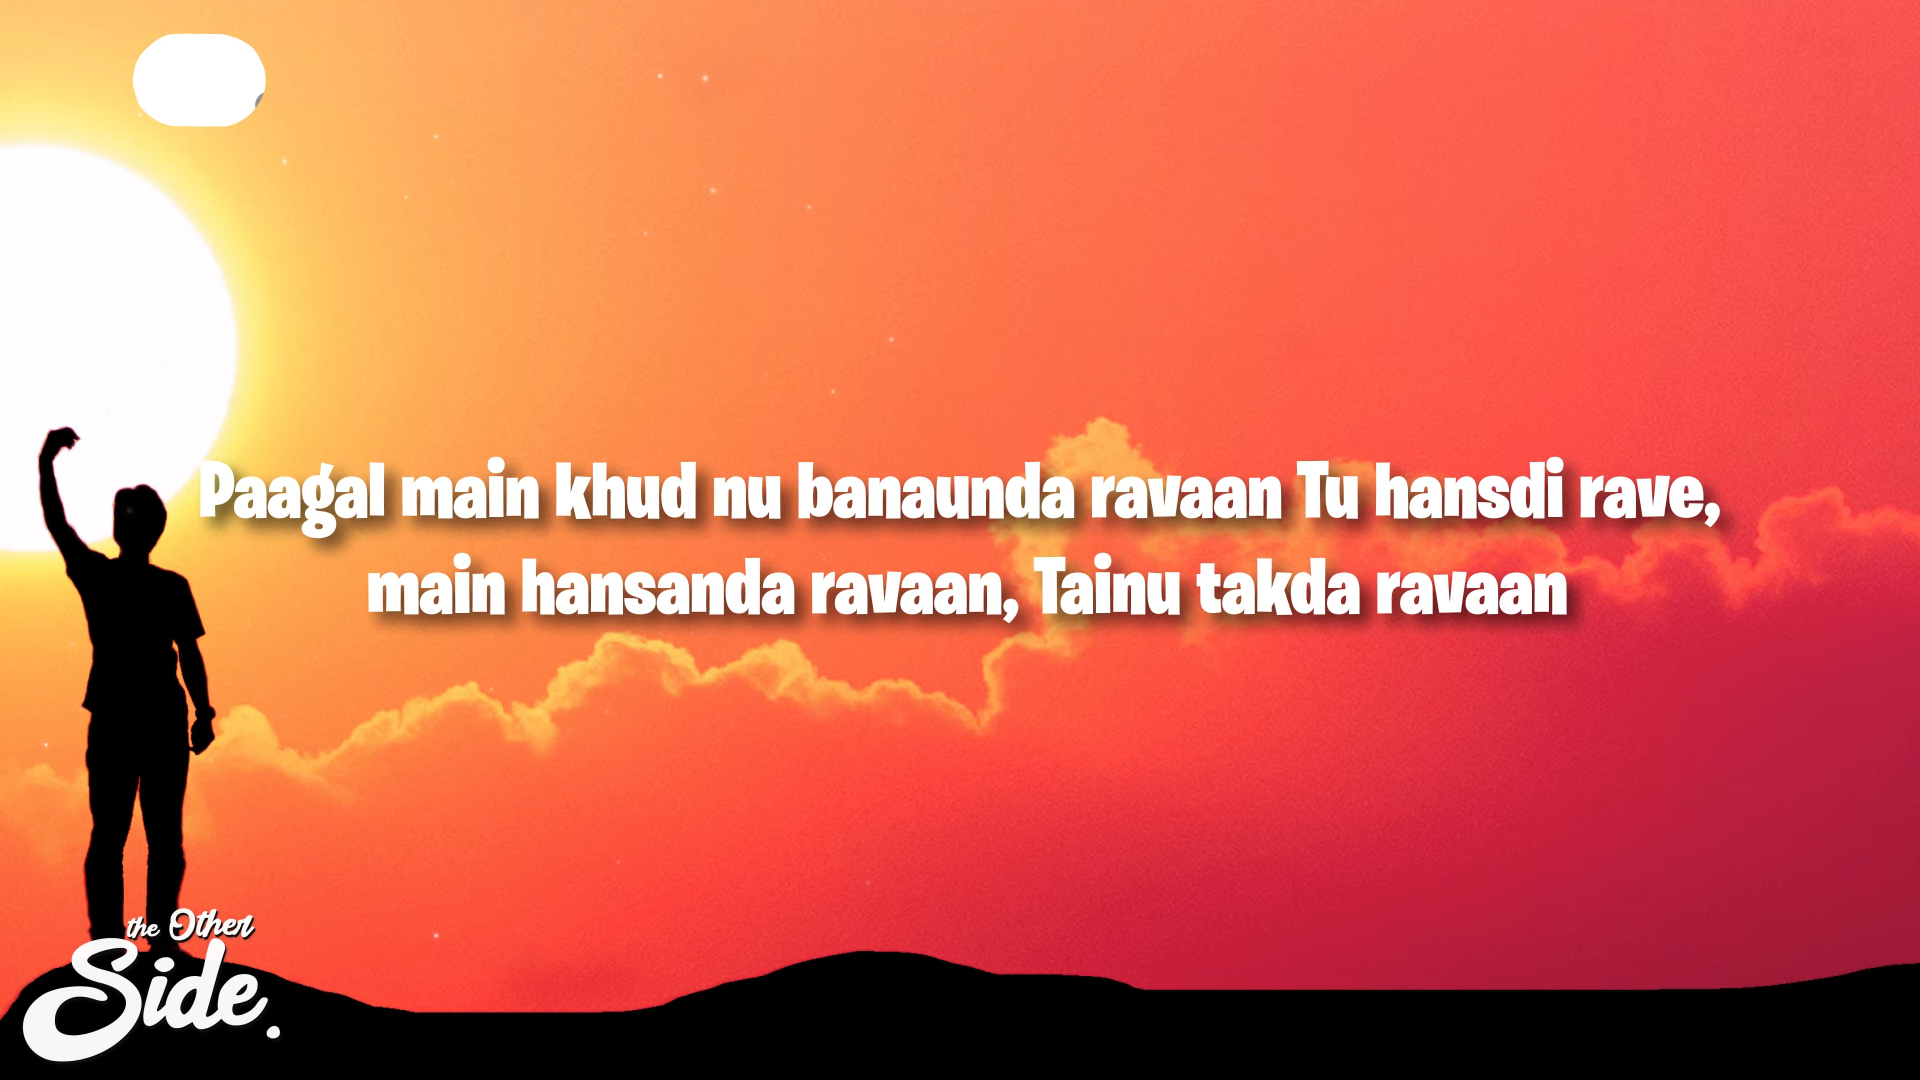 Paagal main khud nu banaunda ravaan Tu hansdi rave,
main hansanda ravaan, Tainu takda ravaan
the Other
Side.